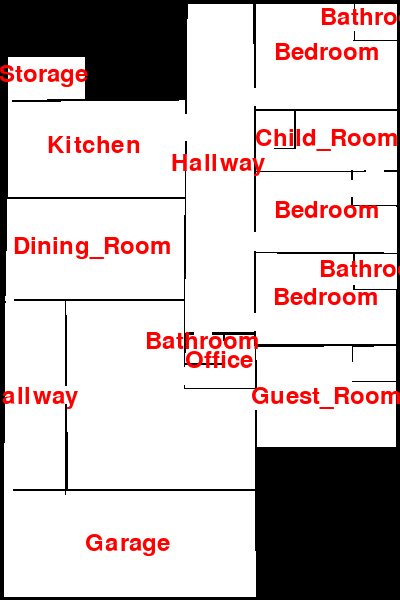 Bathro
Bedroom
Storage
Child_Room
Kitchen
Hallway
Bedroom
Dining_Room
Bathro
Bedroom
Bathroom
Office
allway
Guest_Room
Garage